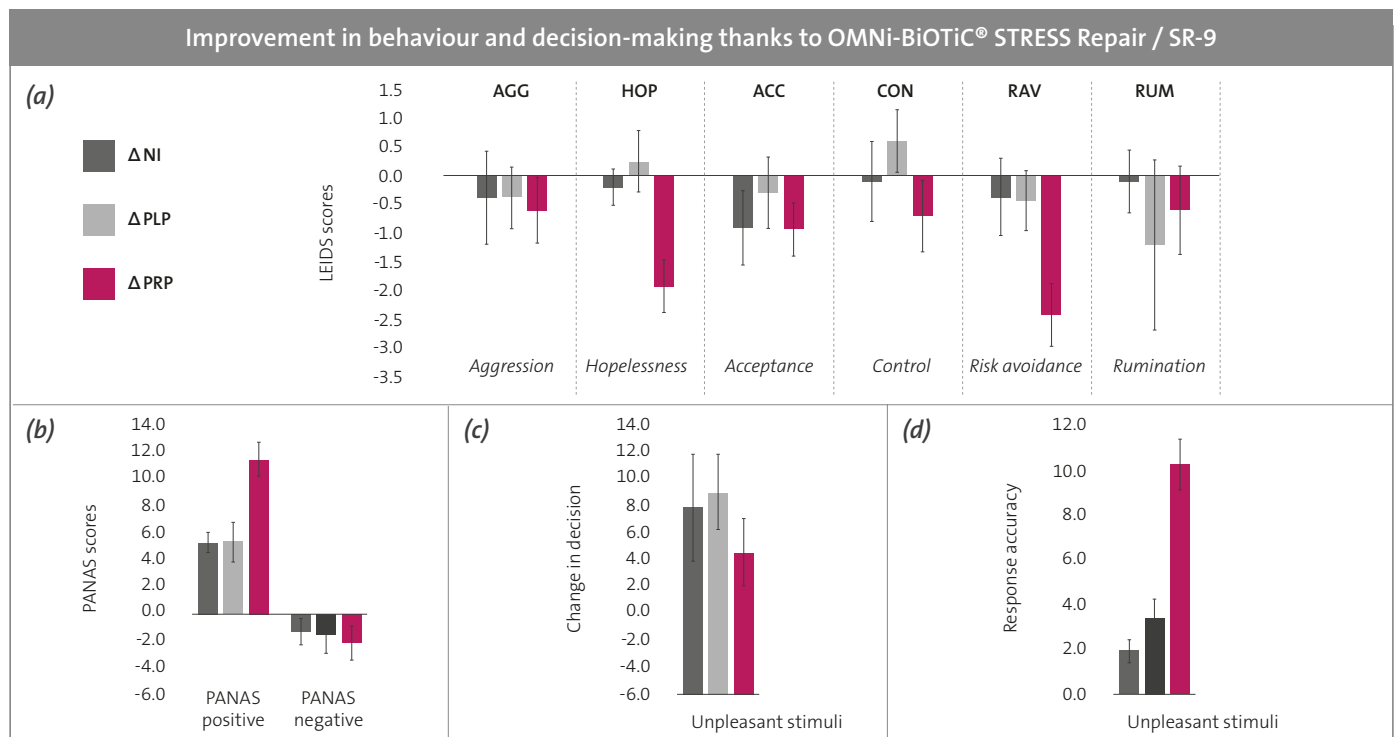 Improvement in behaviour and decision-making thanks to OMNi-BiOTiC® STRESS Repair / SR-9
(a)
Δ NI
Δ PLP
Δ PRP
LEIDS scores
1.5
1.0
0.5
0.0
-0.5
-1.0
-1.5
-2.0
-2.5
-3.0
-3.5
AGG HOP ACC CON RAV RUM
Aggression Hopelessness Acceptance Control Risk avoidance Rumination
(b)
PANAS scores
14.0
12.0
10.0
8.0
6.0
4.0
2.0
0.0
-2.0
-4.0
-6.0
PANAS
positive
PANAS
negative
(c)
Change in decision
14.0
12.0
10.0
8.0
6.0
4.0
2.0
0.0
-2.0
-4.0
-6.0
Unpleasant stimuli
(d)
Response accuracy
12.0
10.0
8.0
6.0
4.0
2.0
0.0
Unpleasant stimuli